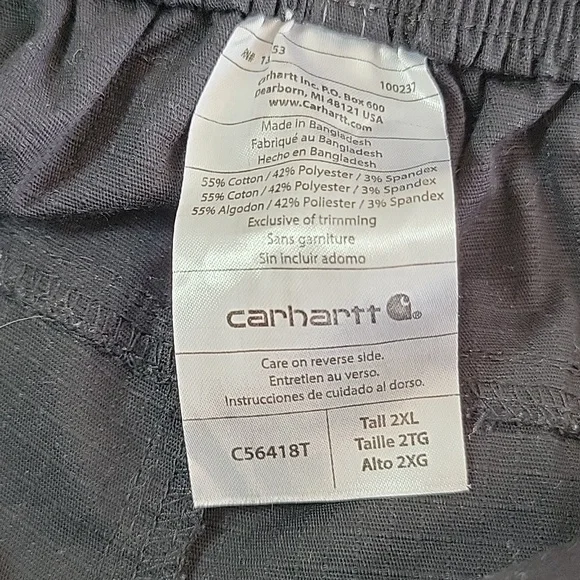 53
100237
Carhartt Inc. P.O. Box 600
Dearborn, MI 48121 USA
www.Carhartt.com
Made in Bangladesh
Fabriqué au Bangladesh
Hecho en Bangladesh
55% Cotton / 42% Polyester / 3% Spandex
55% Coton / 42% Polyester / 3% Spandex
55% Algodon / 42% Poliester / 3% Spandex
Exclusive of trimming
Sans garniture
Sin incluir adorno
carhartt
Care on reverse side.
Entretien au verso.
Instrucciones de cuidado al dorso.
C56418T
Tall 2XL
Taille 2TG
Alto 2XG